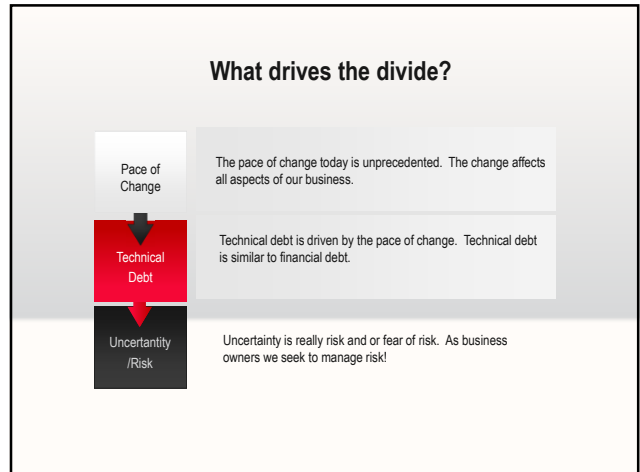 What drives the divide?
Pace of
Change
The pace of change today is unprecedented. The change affects
all aspects of our business.
Technical
Debt
Technical debt is driven by the pace of change. Technical debt
is similar to financial debt.
Uncertantity
/Risk
Uncertainty is really risk and or fear of risk. As business
owners we seek to manage risk!